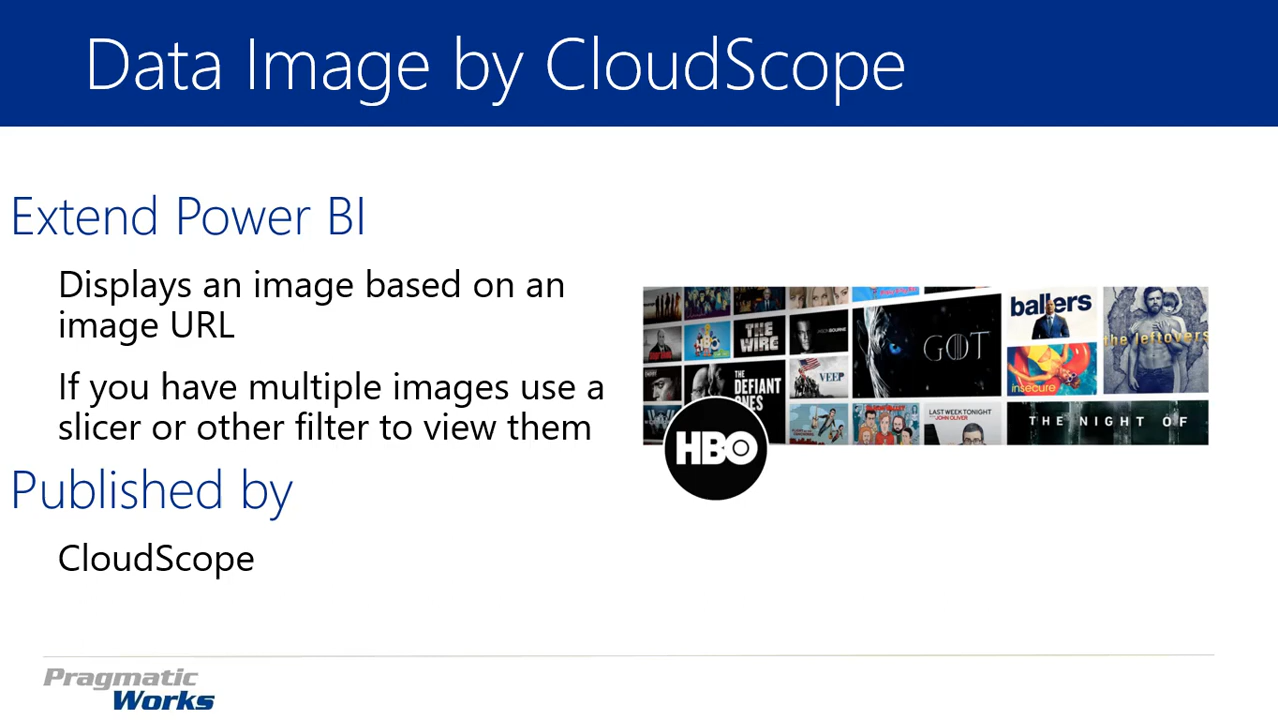 Data Image by CloudScope
Extend Power BI
Displays an image based on an
image URL
If you have multiple images use a
slicer or other filter to view them
Published by
CloudScope
ballers
the leftovers
THE
WIRE
JASON BOURNE
GOT
VEEP
insecure
THE
DEFIANT
ONES
LAST WEEK TONIGHT
JOHN OLIVER
THE NIGHT OF
HBO
Pragmatic
Works